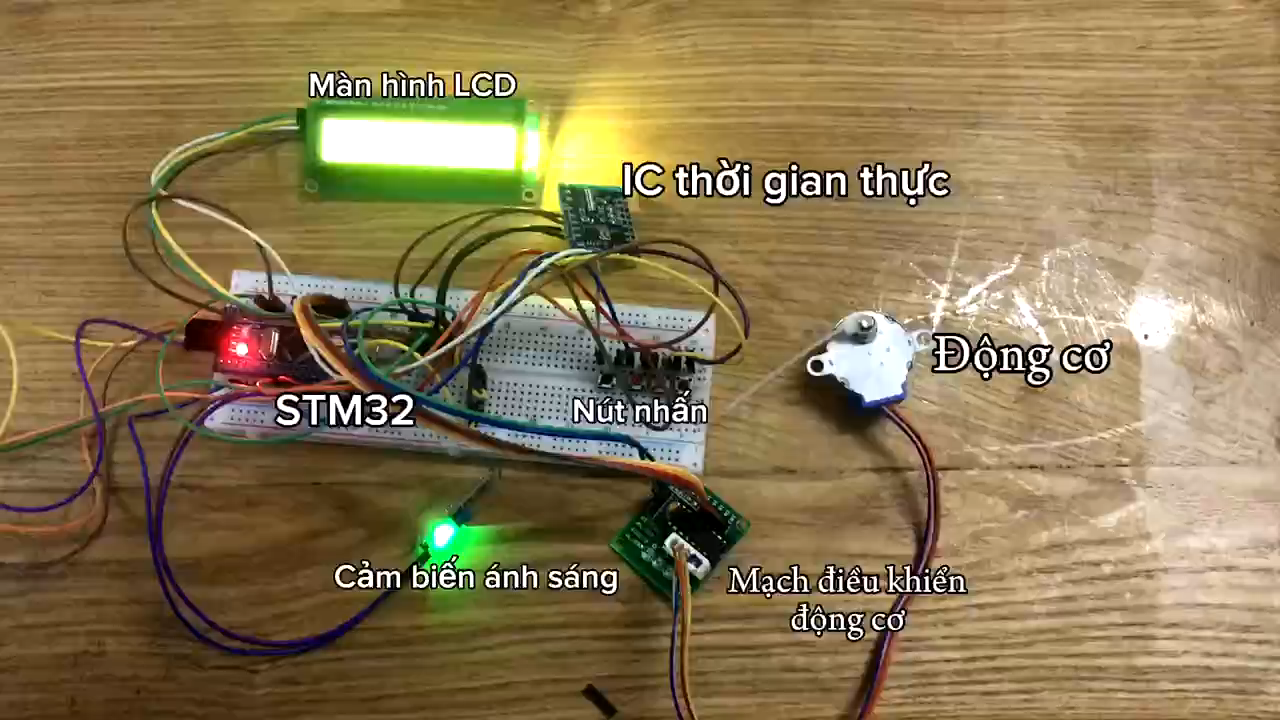 Màn hình LCD
IC thời gian thực
Động cơ
STM32
Nút nhấn
Cảm biến ánh sáng
Mạch điều khiển
động cơ